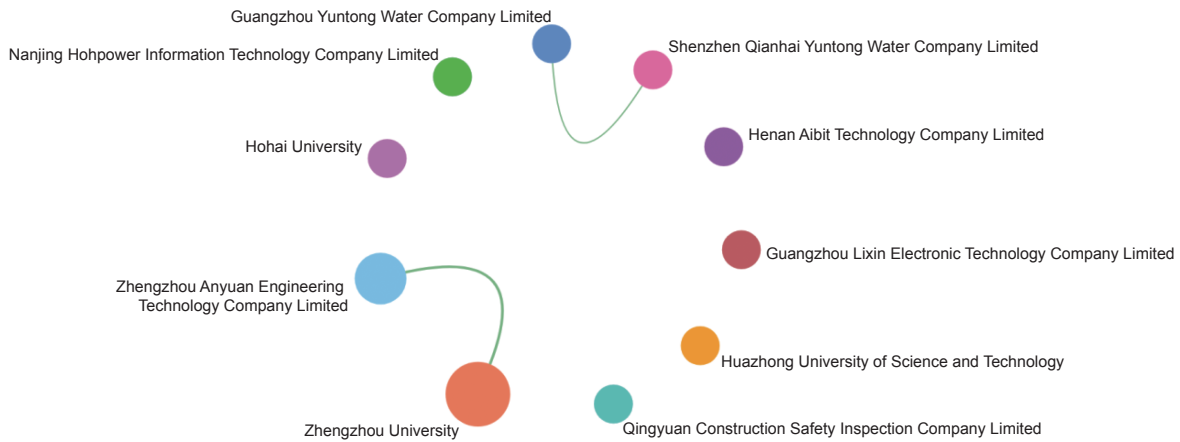 Guangzhou Yuntong Water Company Limited
Shenzhen Qianhai Yuntong Water Company Limited
Nanjing Hohpower Information Technology Company Limited
Henan Aibit Technology Company Limited
Hohai University
Guangzhou Lixin Electronic Technology Company Limited
Zhengzhou Anyuan Engineering
Technology Company Limited
Huazhong University of Science and Technology
Zhengzhou University
Qingyuan Construction Safety Inspection Company Limited